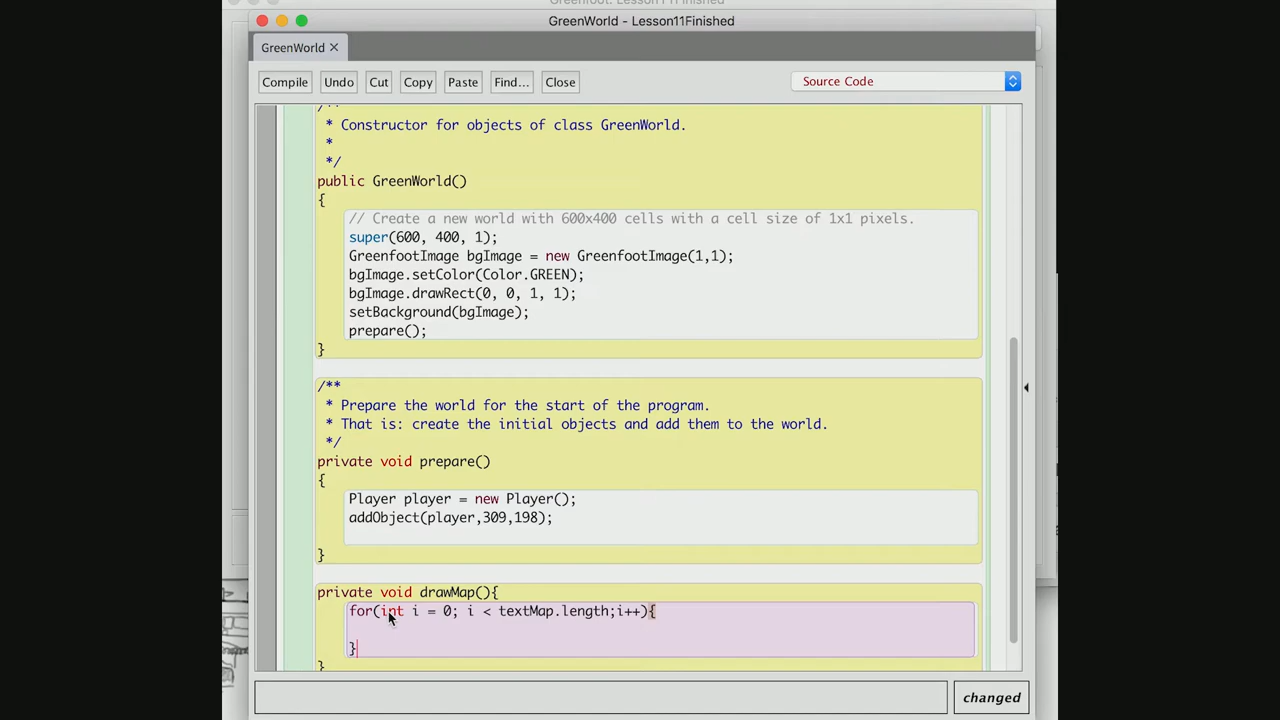 Greenfoot: Lesson11Finished
GreenWorld - Lesson11Finished
GreenWorld ✕
Compile Undo Cut Copy Paste Find... Close Source Code
/**
* Constructor for objects of class GreenWorld.
*
*/
public GreenWorld()
{
// Create a new world with 600x400 cells with a cell size of 1x1 pixels.
super(600, 400, 1);
GreenfootImage bgImage = new GreenfootImage(1,1);
bgImage.setColor(Color.GREEN);
bgImage.drawRect(0, 0, 1, 1);
setBackground(bgImage);
prepare();
}
/**
* Prepare the world for the start of the program.
* That is: create the initial objects and add them to the world.
*/
private void prepare()
{
Player player = new Player();
addObject(player,309,198);
}
private void drawMap(){
for(int i = 0; i < textMap.length;i++){
}
}
changed